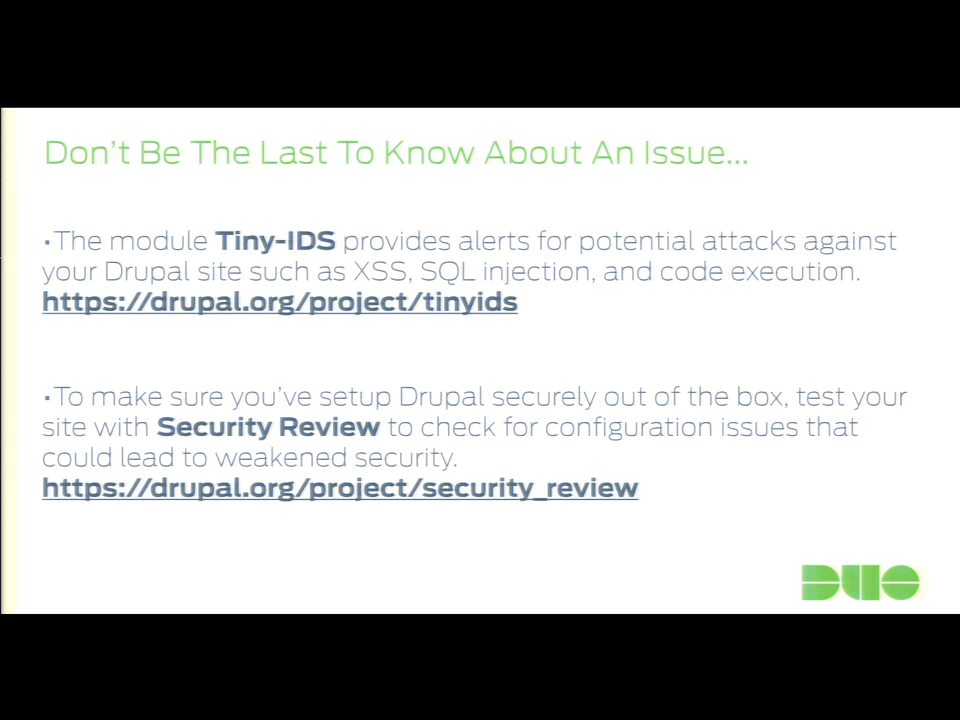 Don't Be The Last To Know About An Issue...
•The module Tiny-IDS provides alerts for potential attacks against
your Drupal site such as XSS, SQL injection, and code execution.
https://drupal.org/project/tinyids
•To make sure you've setup Drupal securely out of the box, test your
site with Security Review to check for configuration issues that
could lead to weakened security.
https://drupal.org/project/security_review
DUO